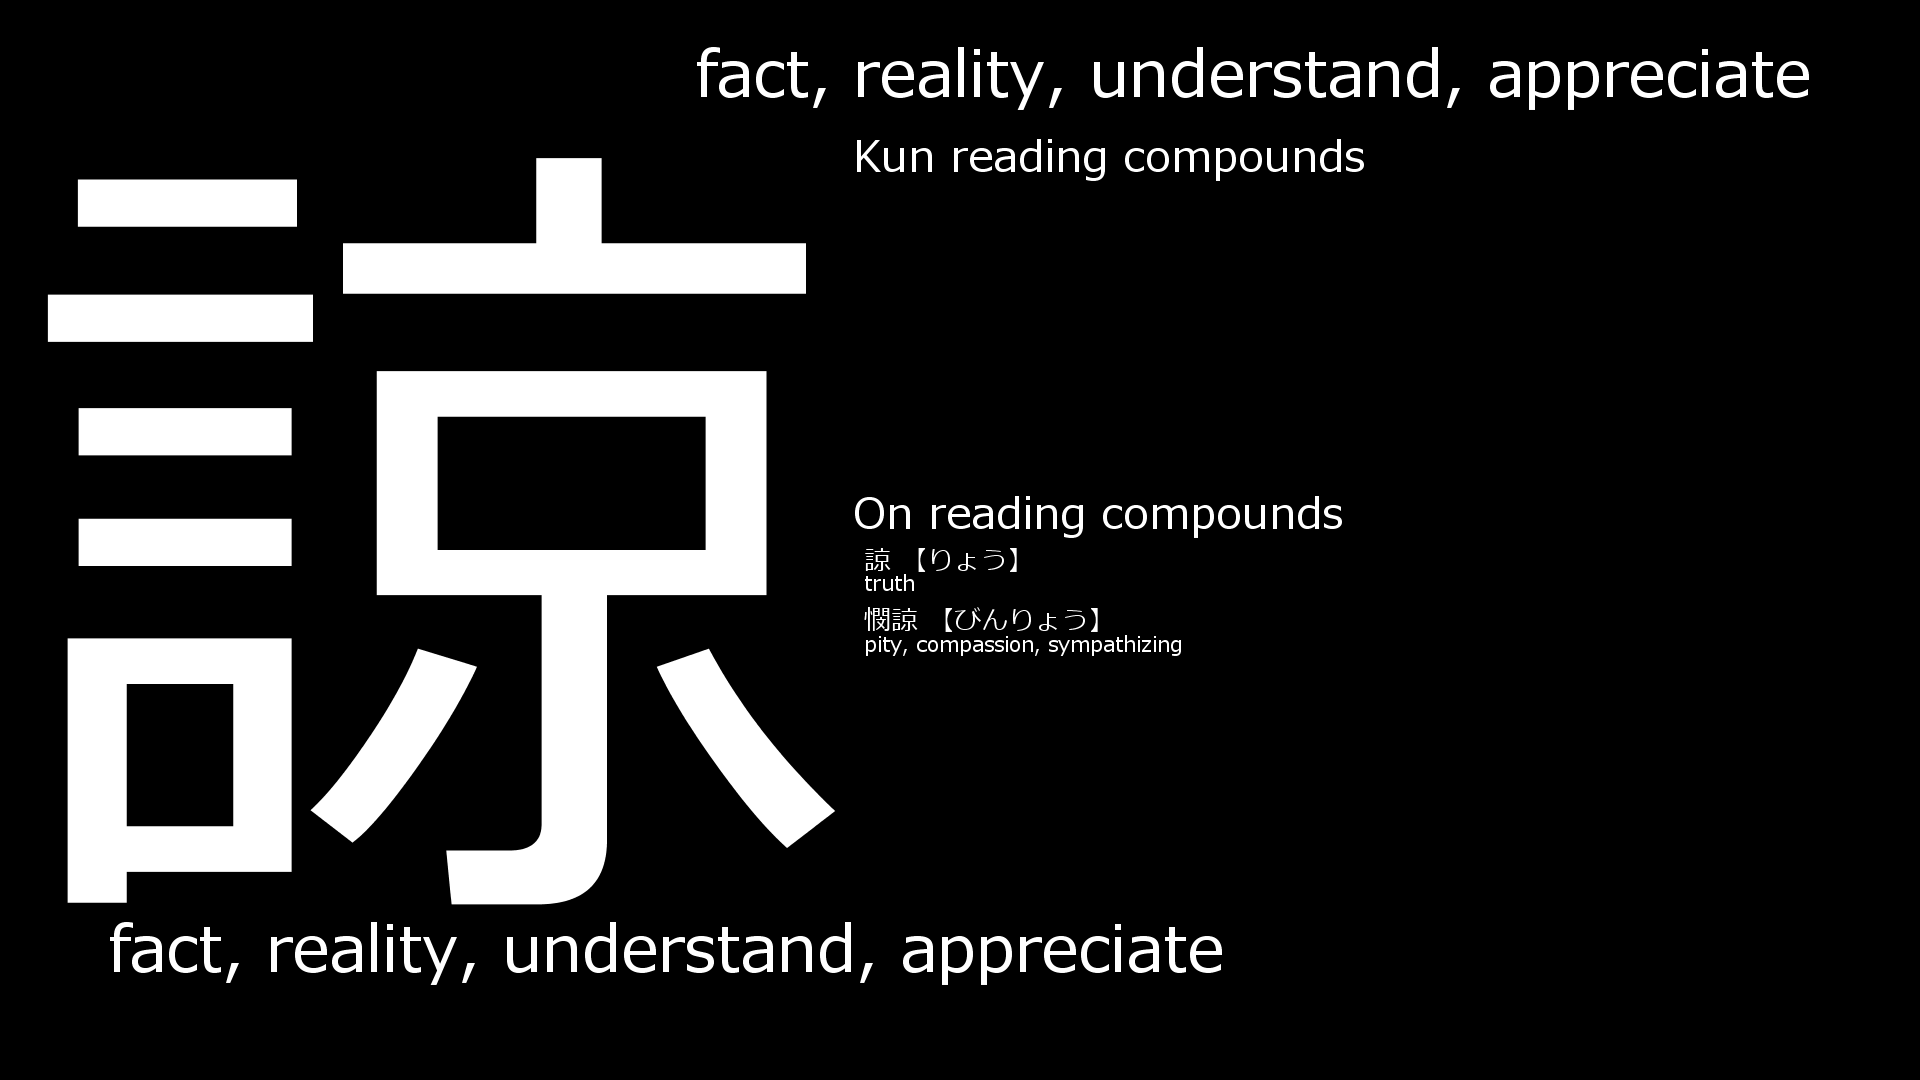 fact, reality, understand, appreciate
Kun reading compounds
諒
On reading compounds
諒 【りょう】
truth
憫諒 【びんりょう】
pity, compassion, sympathizing
fact, reality, understand, appreciate